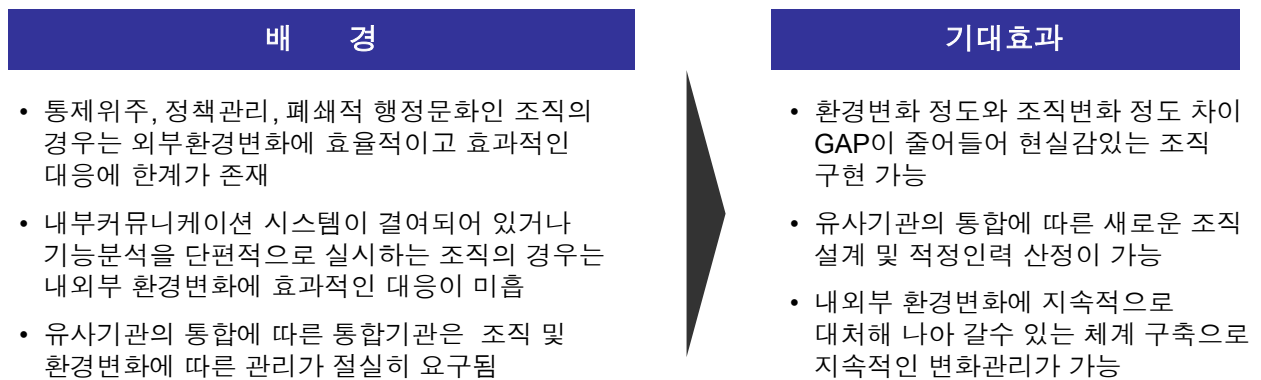 배 경
• 통제위주, 정책관리, 폐쇄적 행정문화인 조직의
경우는 외부환경변화에 효율적이고 효과적인
대응에 한계가 존재
• 내부커뮤니케이션 시스템이 결여되어 있거나
기능분석을 단편적으로 실시하는 조직의 경우는
내외부 환경변화에 효과적인 대응이 미흡
• 유사기관의 통합에 따른 통합기관은 조직 및
환경변화에 따른 관리가 절실히 요구됨
기대효과
• 환경변화 정도와 조직변화 정도 차이
GAP이 줄어들어 현실감있는 조직
구현 가능
• 유사기관의 통합에 따른 새로운 조직
설계 및 적정인력 산정이 가능
• 내외부 환경변화에 지속적으로
대처해 나아 갈수 있는 체계 구축으로
지속적인 변화관리가 가능